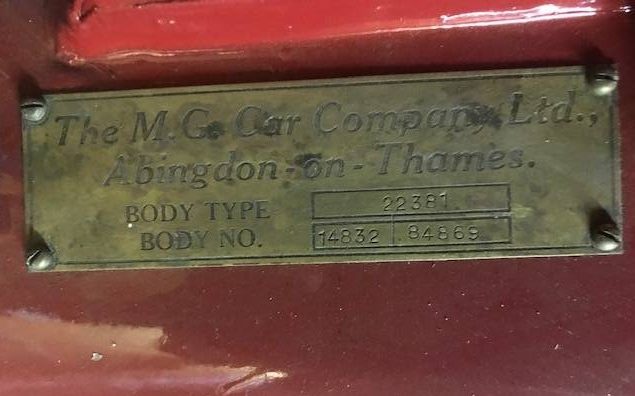 The M.G. Car Company Ltd.,
Abingdon-on-Thames.
BODY TYPE 22381
BODY NO. 14832 84869